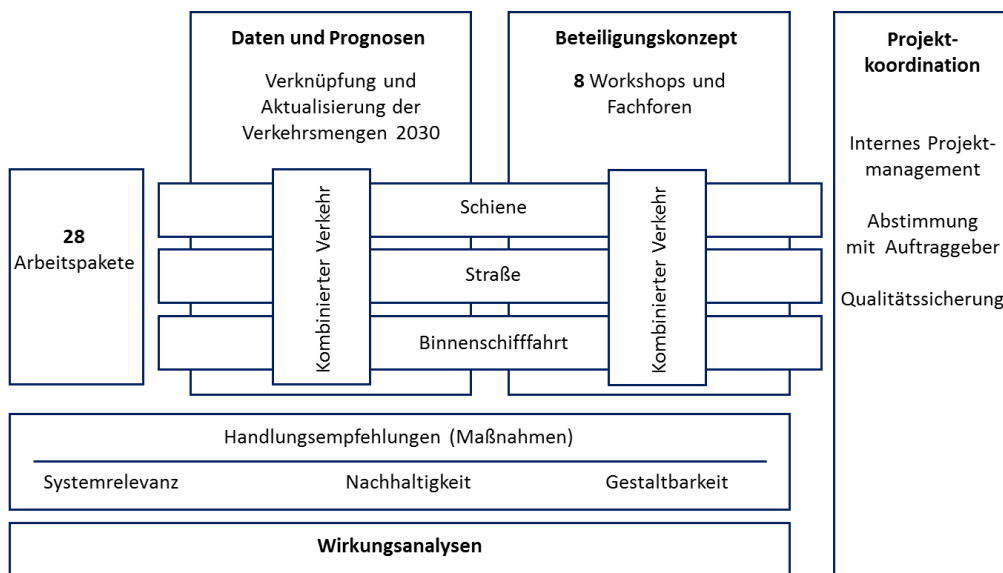 Daten und Prognosen
Verknüpfung und
Aktualisierung der
Verkehrsmengen 2030
Beteiligungskonzept
8 Workshops und
Fachforen
Projekt-
koordination
Internes Projekt-
management
Abstimmung
mit Auftraggeber
Qualitätssicherung
28
Arbeitspakete
Kombinierter Verkehr
Schiene
Straße
Binnenschifffahrt
Kombinierter Verkehr
Handlungsempfehlungen (Maßnahmen)
Systemrelevanz
Nachhaltigkeit
Gestaltbarkeit
Wirkungsanalysen